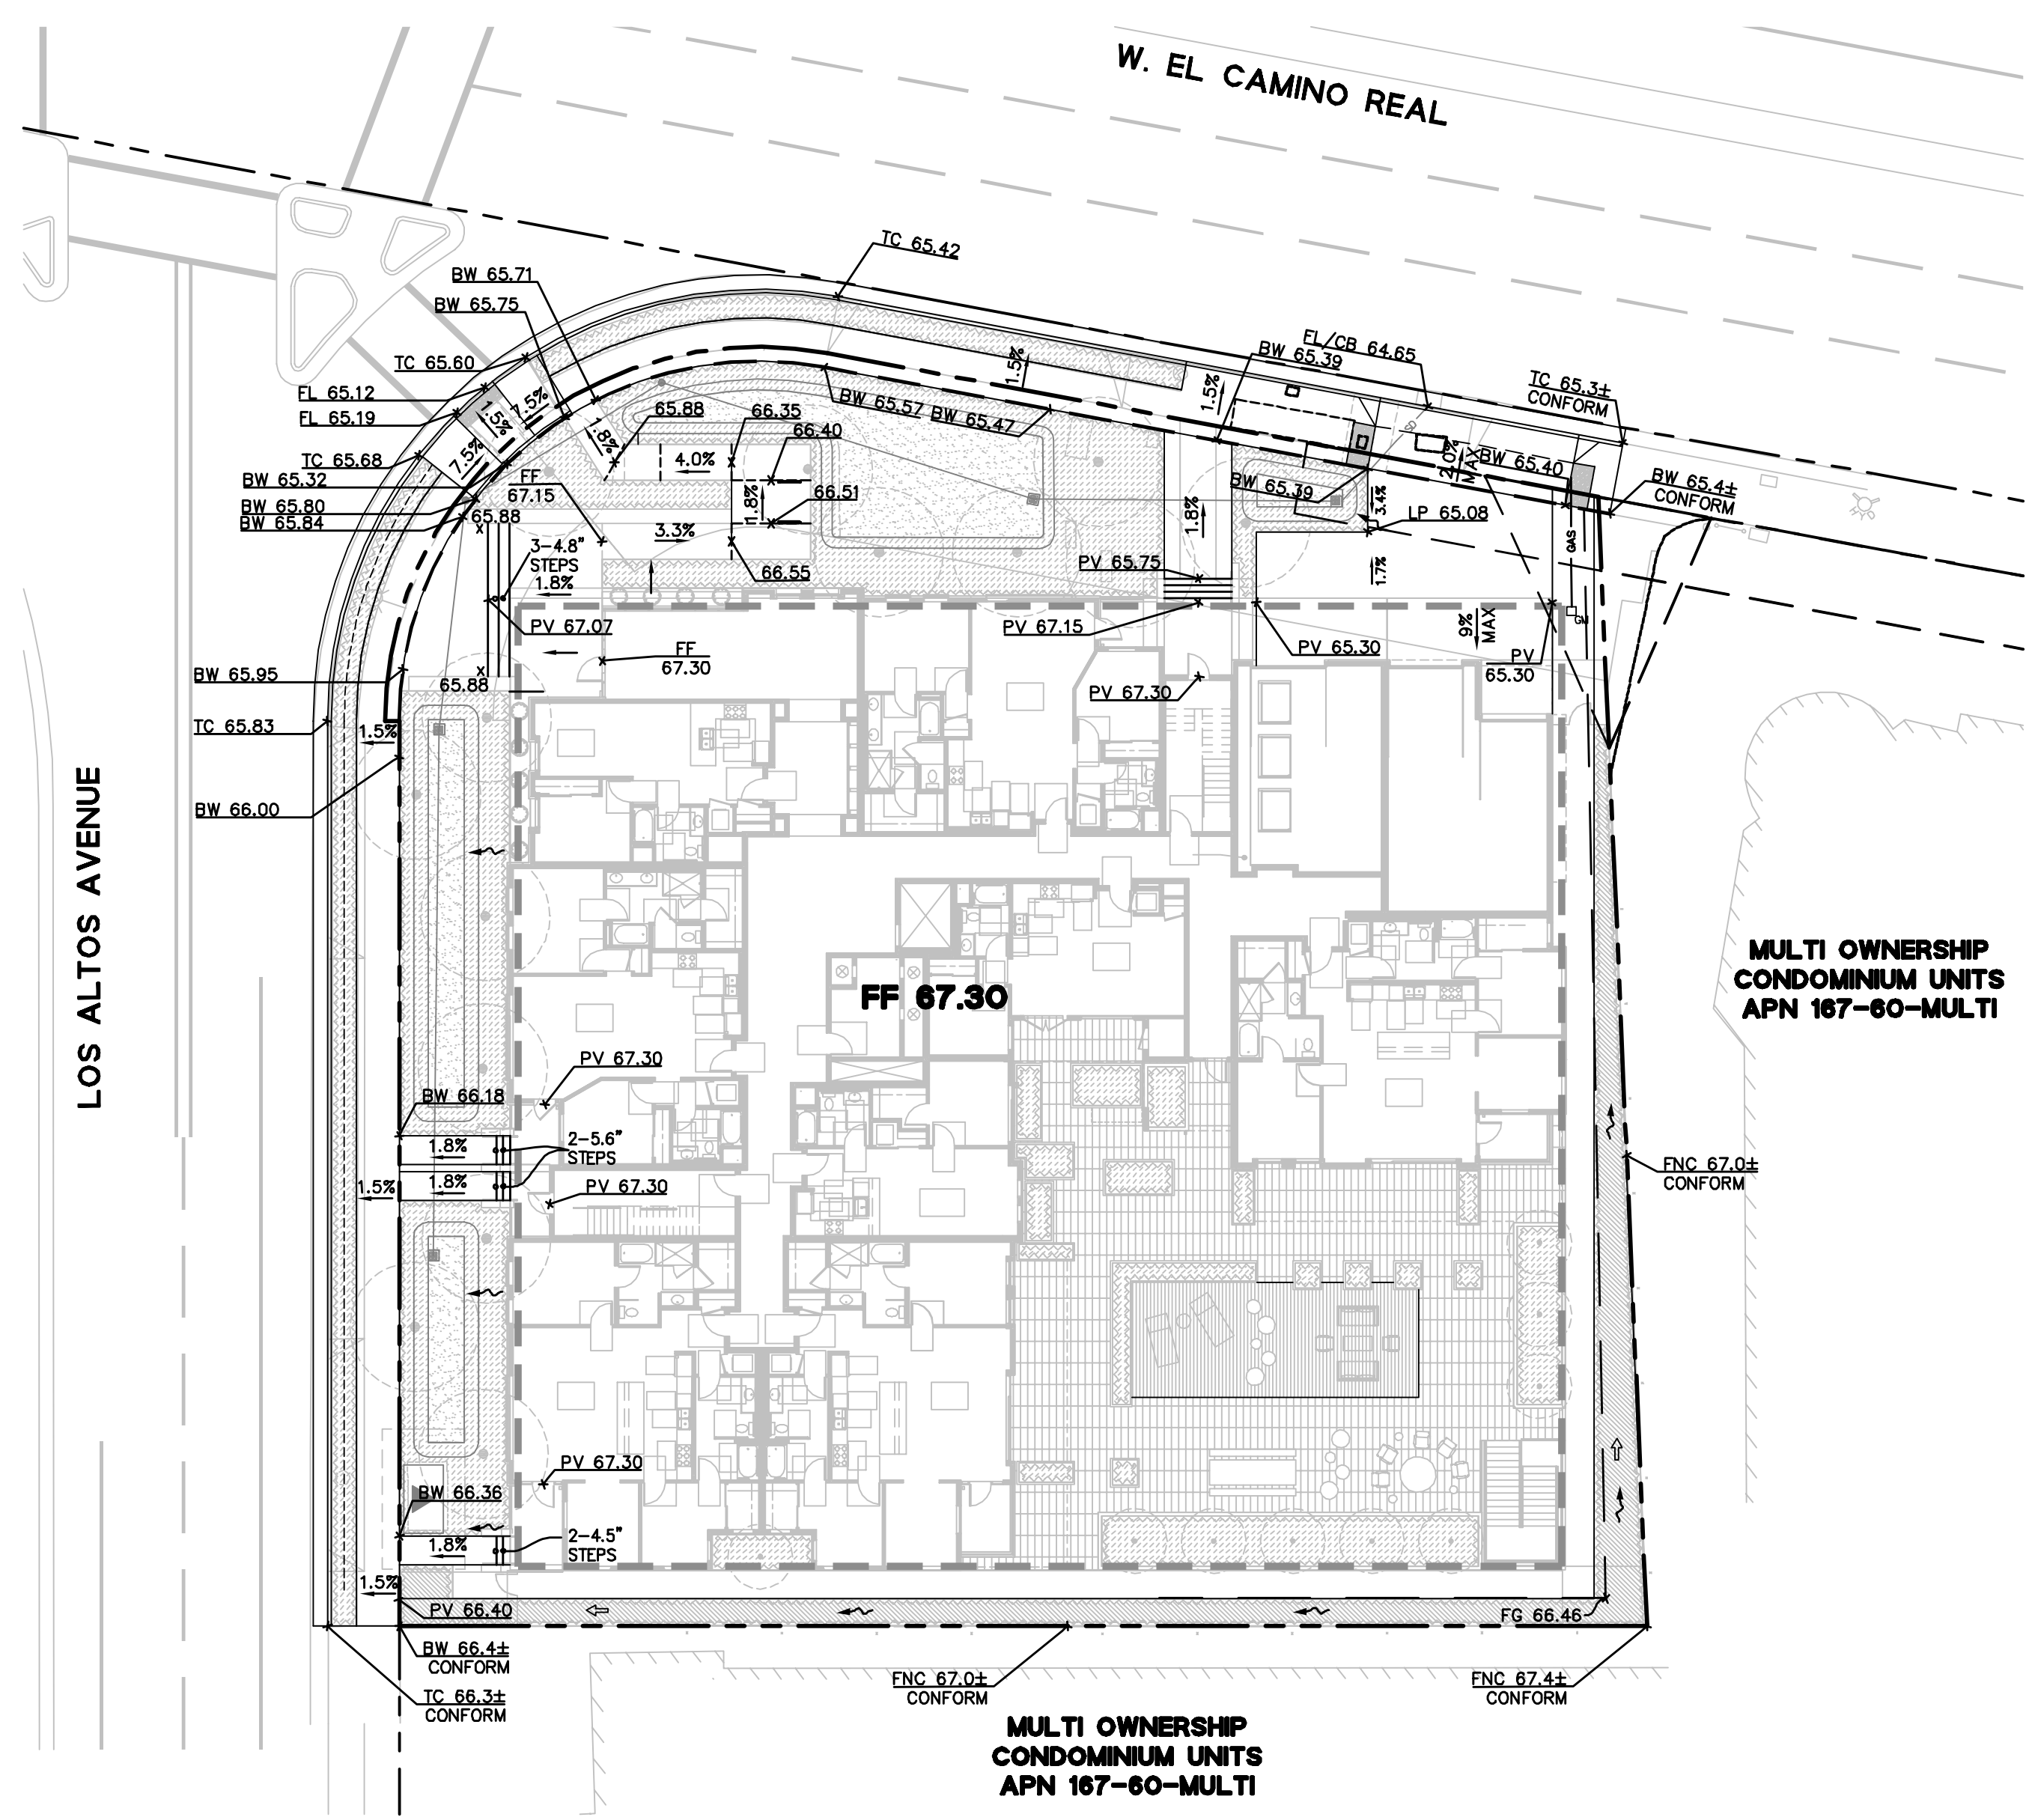 W. EL CAMINO REAL
TC 65.42
BW 65.71
BW 65.75
TC 65.60
FL 65.12
FL 65.19
TC 65.68
BW 65.32
BW 65.80
BW 65.84
65.88
7.5%
1.5%
7.5%
1.8%
65.88
66.35
66.40
4.0%
66.51
1.8%
FF
67.15
3.3%
66.55
3-4.8"
STEPS
1.8%
PV 67.07
FF
67.30
65.88
BW 65.57
BW 65.47
1.5%
1.5%
FL/CB 64.65
BW 65.39
TC 65.3±
CONFORM
SD
2.0%
MAX
BW 65.40
BW 65.4±
CONFORM
BW 65.39
3.4%
LP 65.08
1.8%
1.7%
GAS
GM
PV 65.75
PV 67.15
PV 65.30
9%
MAX
PV
65.30
PV 67.30
BW 65.95
TC 65.83
1.5%
BW 66.00
LOS ALTOS AVENUE
FF 67.30
MULTI OWNERSHIP
CONDOMINIUM UNITS
APN 167-60-MULTI
PV 67.30
BW 66.18
1.8%
2-5.6"
STEPS
1.8%
1.5%
PV 67.30
FNC 67.0±
CONFORM
PV 67.30
BW 66.36
2-4.5"
STEPS
1.8%
1.5%
PV 66.40
FG 66.46
BW 66.4±
CONFORM
TC 66.3±
CONFORM
FNC 67.0±
CONFORM
FNC 67.4±
CONFORM
MULTI OWNERSHIP
CONDOMINIUM UNITS
APN 167-60-MULTI